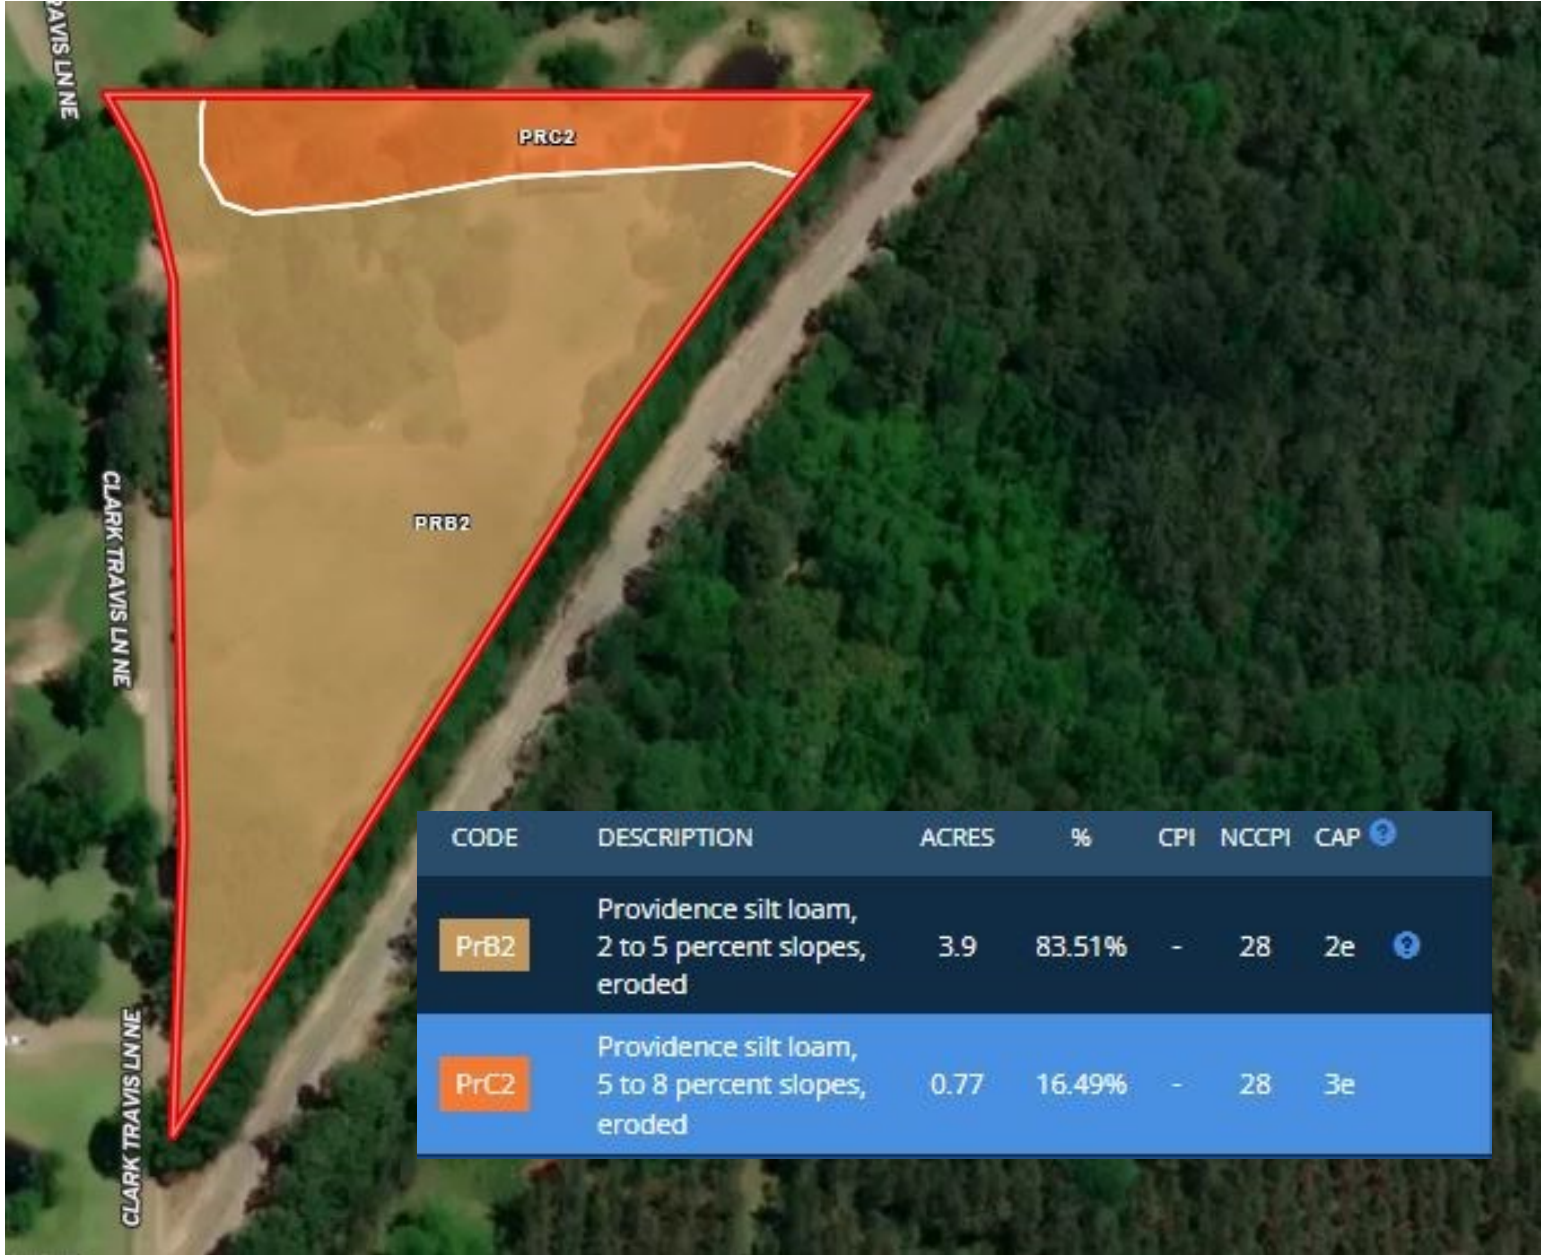 RAVIS LN NE
PRC2
CLARK TRAVIS LN NE
PRB2
CLARK TRAVIS LN NE
CODE DESCRIPTION ACRES % CPI NCCPI CAP ?
PrB2 Providence silt loam,
2 to 5 percent slopes,
eroded 3.9 83.51% - 28 2e ?
PrC2 Providence silt loam,
5 to 8 percent slopes,
eroded 0.77 16.49% - 28 3e